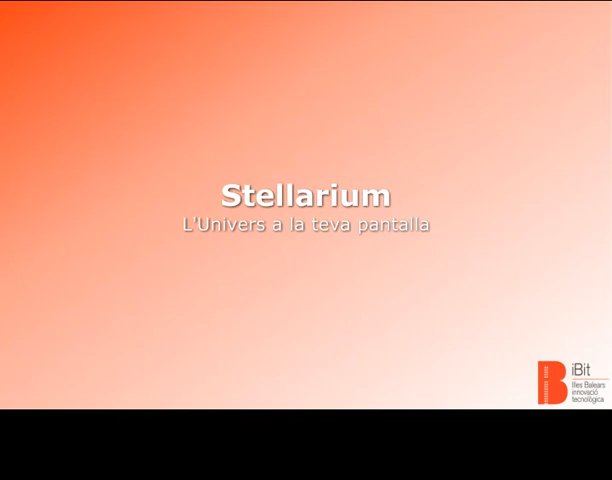 Stellarium
L'Univers a la teva pantalla
iBit
Illes Balears
innovació
tecnològica